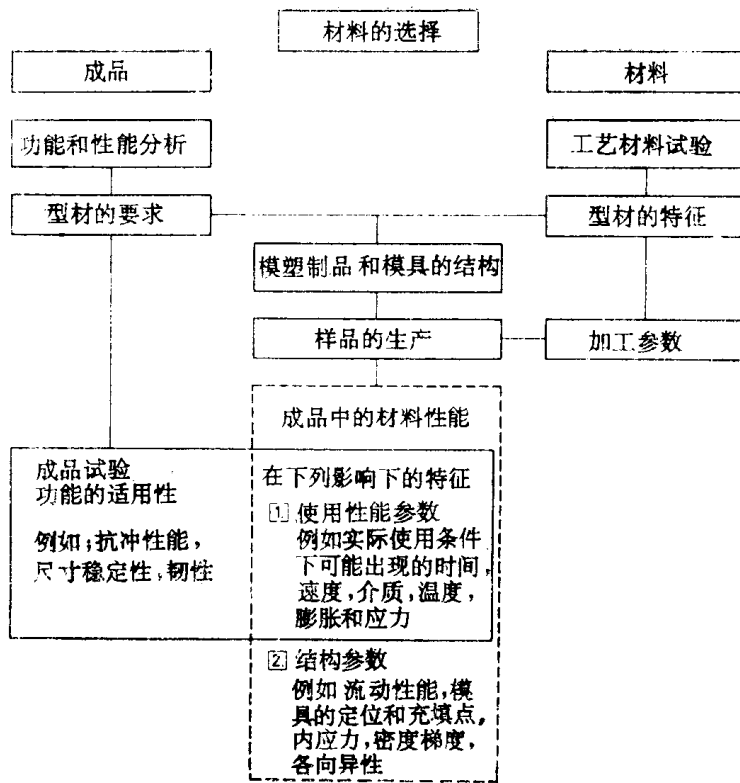 材料的选择
成品
材料
功能和性能分析
工艺材料试验
型材的要求
型材的特征
模塑制品和模具的结构
样品的生产
加工参数
成品中的材料性能
成品试验
功能的适用性
例如;抗冲性能,
尺寸稳定性,韧性
在下列影响下的特征
1 使用性能参数
例如实际使用条件
下可能出现的时间,
速度,介质,温度,
膨胀和应力
2 结构参数
例如 流动性能,模
具的定位和充填点,
内应力,密度梯度,
各向异性